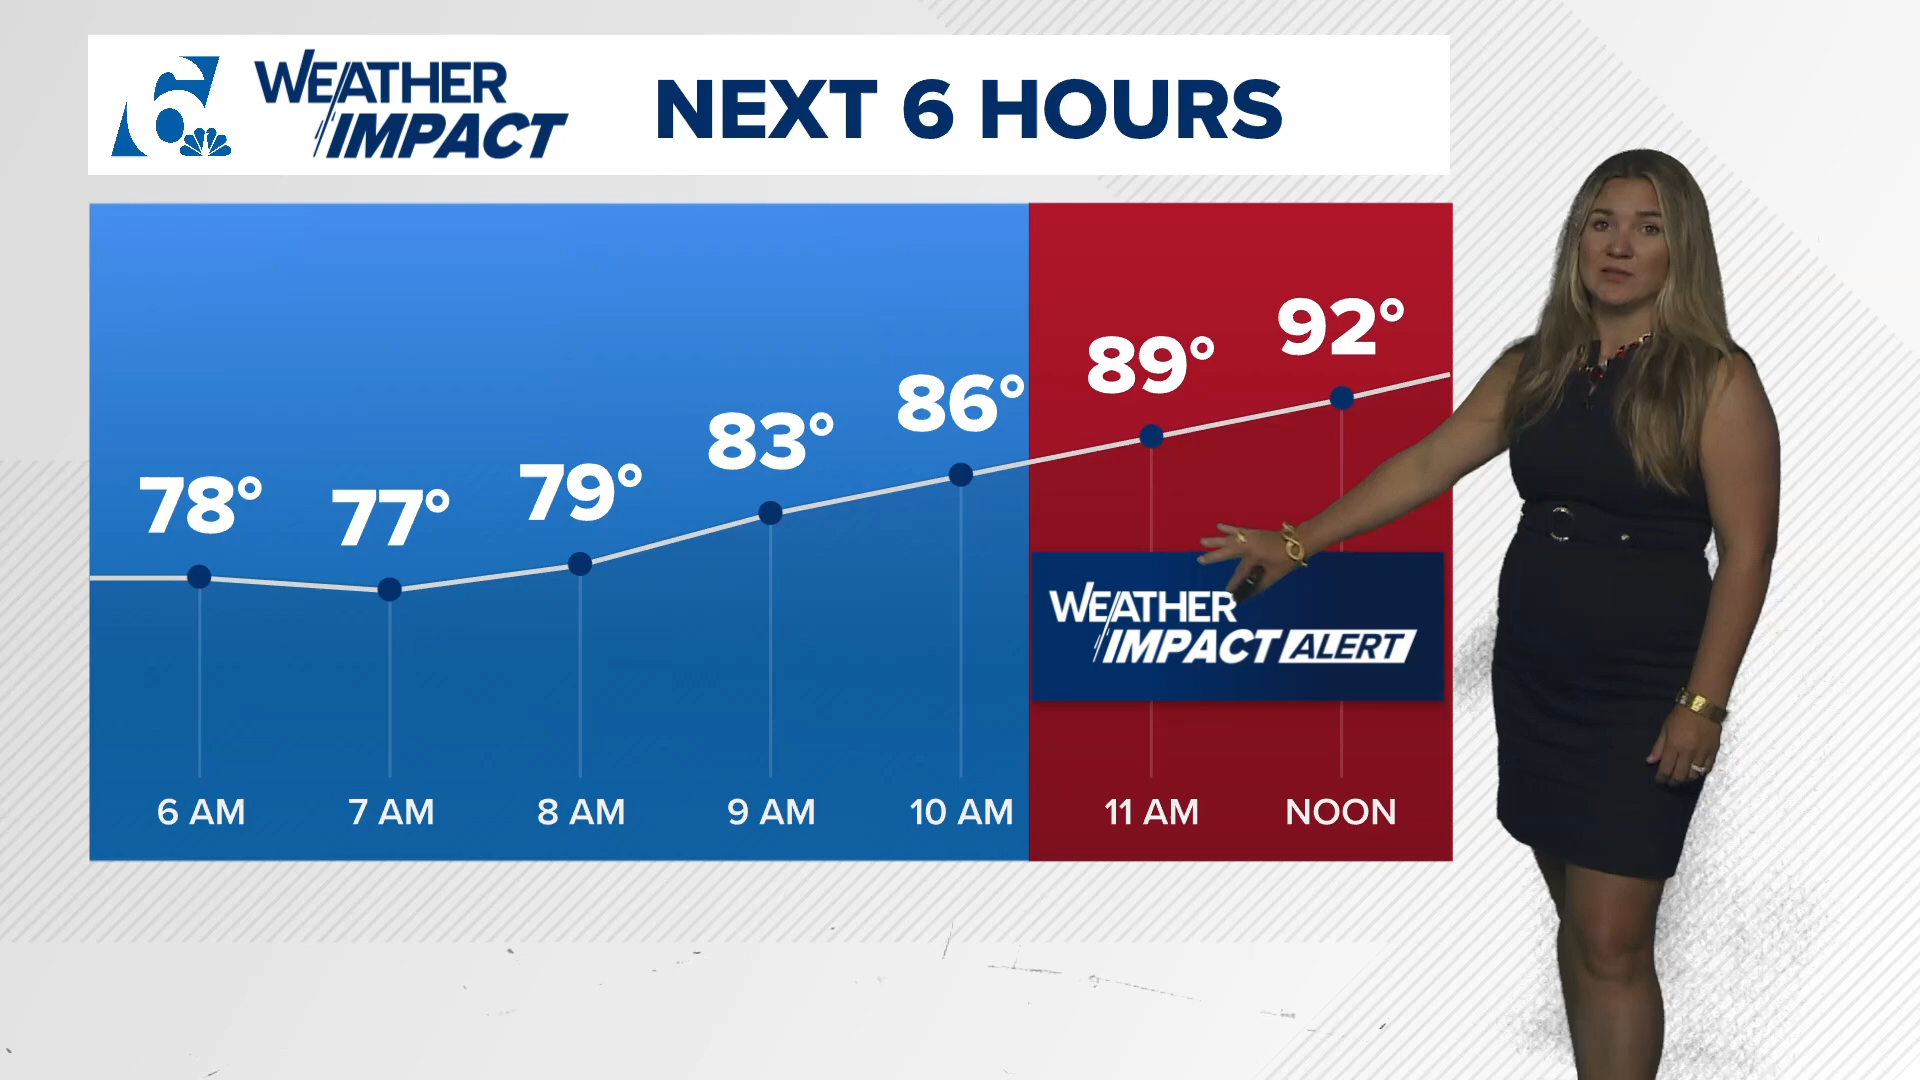 6 WEATHER IMPACT NEXT 6 HOURS
78° 77° 79° 83° 86° 89° 92°
WEATHER
IMPACT ALERT
6 AM 7 AM 8 AM 9 AM 10 AM 11 AM NOON